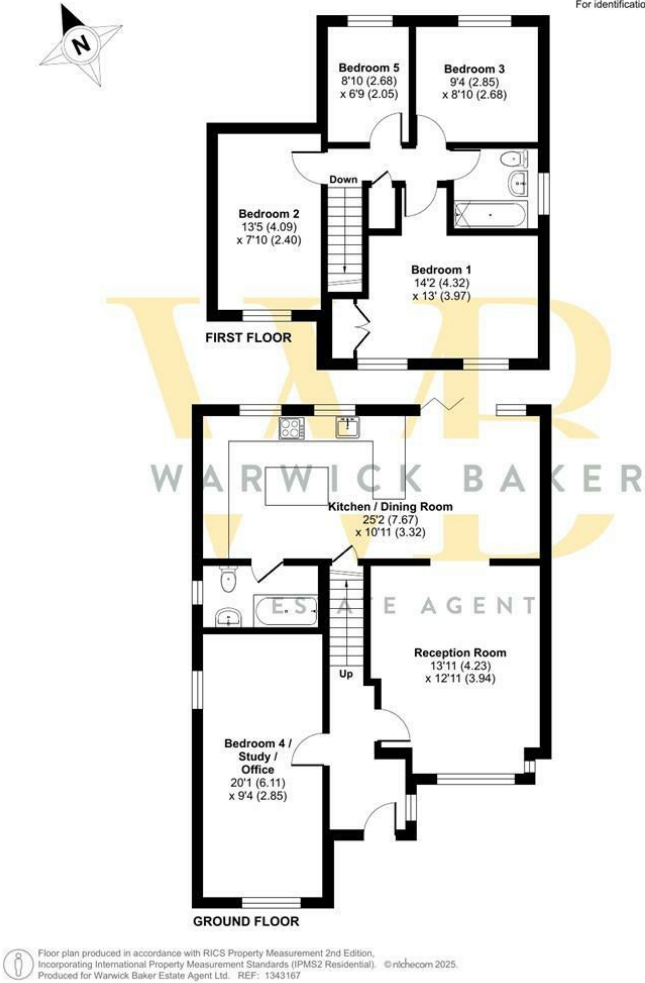 For identificatio
N
Bedroom 5
8'10 (2.68)
x 6'9 (2.05)
Bedroom 3
9'4 (2.85)
x 8'10 (2.68)
Down
Bedroom 2
13'5 (4.09)
x 7'10 (2.40)
Bedroom 1
14'2 (4.32)
x 13' (3.97)
FIRST FLOOR
WRB
WARWICK BAKER
ESTATE AGENT
Kitchen / Dining Room
25'2 (7.67)
x 10'11 (3.32)
Reception Room
13'11 (4.23)
x 12'11 (3.94)
Up
Bedroom 4 /
Study /
Office
20'1 (6.11)
x 9'4 (2.85)
GROUND FLOOR
Floor plan produced in accordance with RICS Property Measurement 2nd Edition,
Incorporating International Property Measurement Standards (IPMS2 Residential). © nichecom 2025.
Produced for Warwick Baker Estate Agent Ltd. REF: 1343167